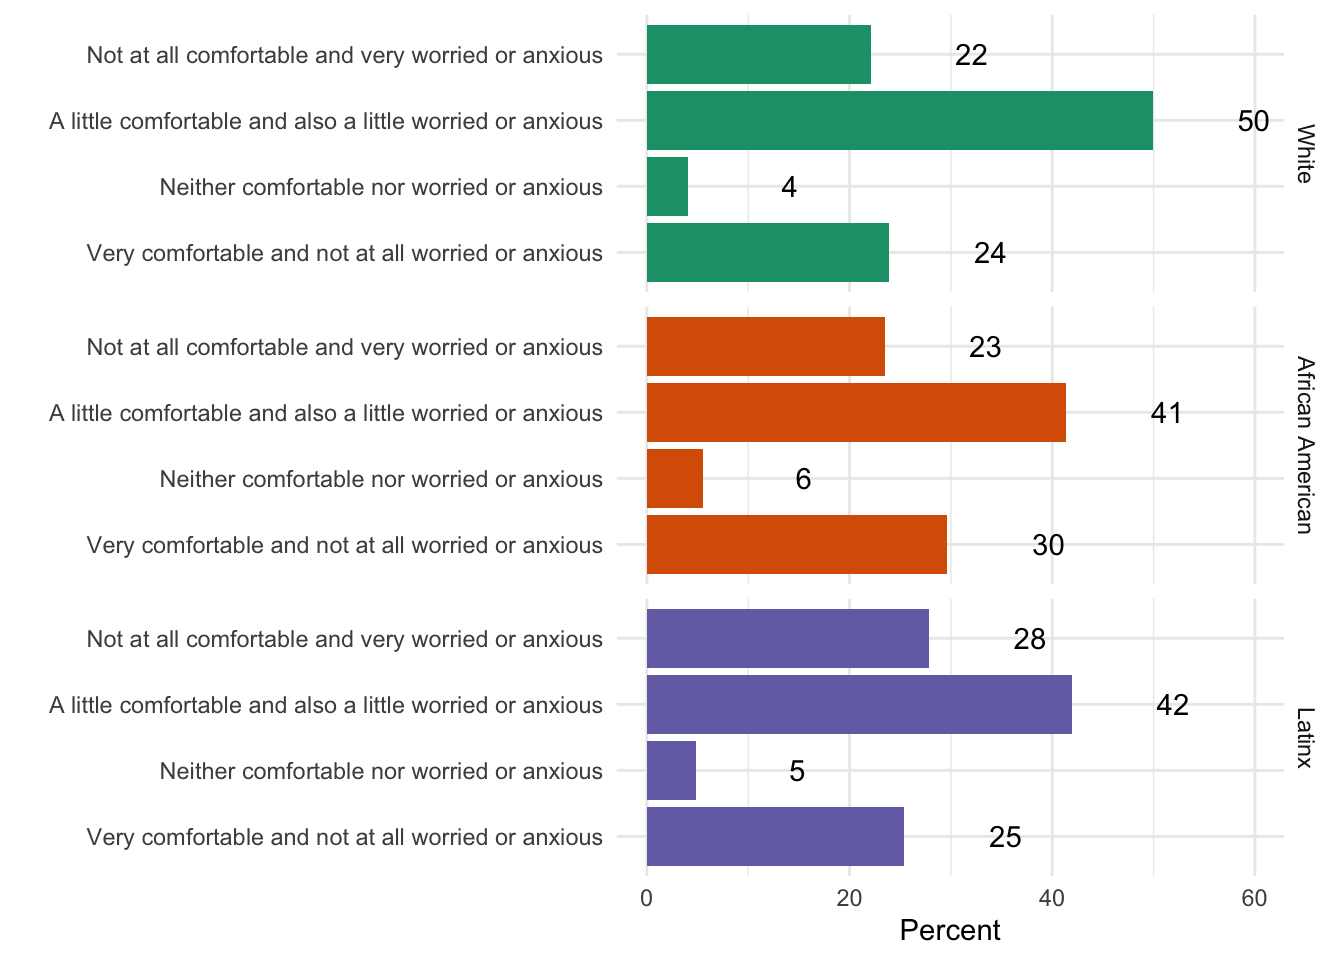 Not at all comfortable and very worried or anxious 22
A little comfortable and also a little worried or anxious 50
Neither comfortable nor worried or anxious 4
Very comfortable and not at all worried or anxious 24
White
Not at all comfortable and very worried or anxious 23
A little comfortable and also a little worried or anxious 41
Neither comfortable nor worried or anxious 6
Very comfortable and not at all worried or anxious 30
African American
Not at all comfortable and very worried or anxious 28
A little comfortable and also a little worried or anxious 42
Neither comfortable nor worried or anxious 5
Very comfortable and not at all worried or anxious 25
Latinx
0 20 40 60
Percent